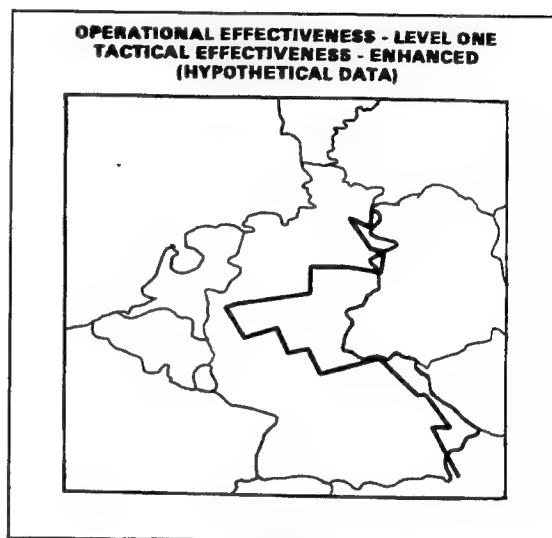 OPERATIONAL EFFECTIVENESS - LEVEL ONE
TACTICAL EFFECTIVENESS - ENHANCED
(HYPOTHETICAL DATA)